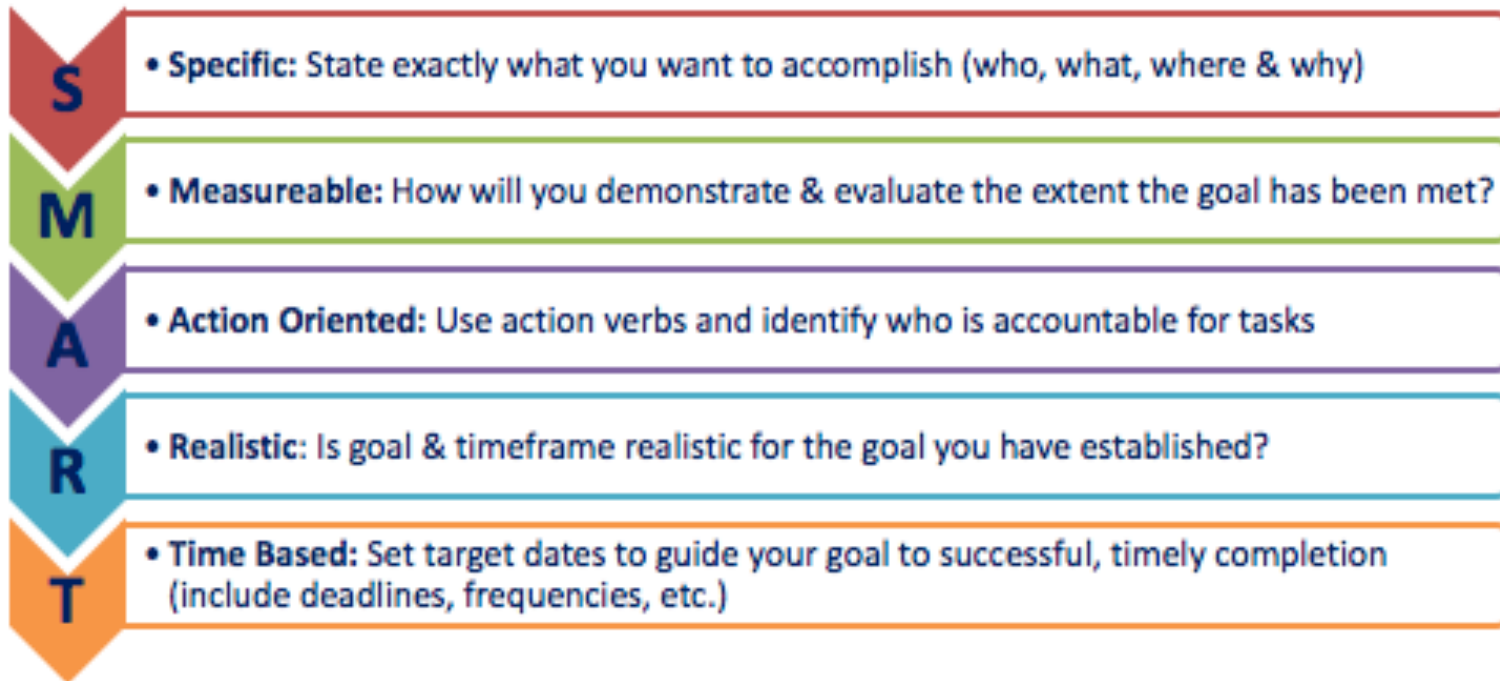 S
• Specific: State exactly what you want to accomplish (who, what, where & why)
M
• Measureable: How will you demonstrate & evaluate the extent the goal has been met?
A
• Action Oriented: Use action verbs and identify who is accountable for tasks
R
• Realistic: Is goal & timeframe realistic for the goal you have established?
T
• Time Based: Set target dates to guide your goal to successful, timely completion
(include deadlines, frequencies, etc.)